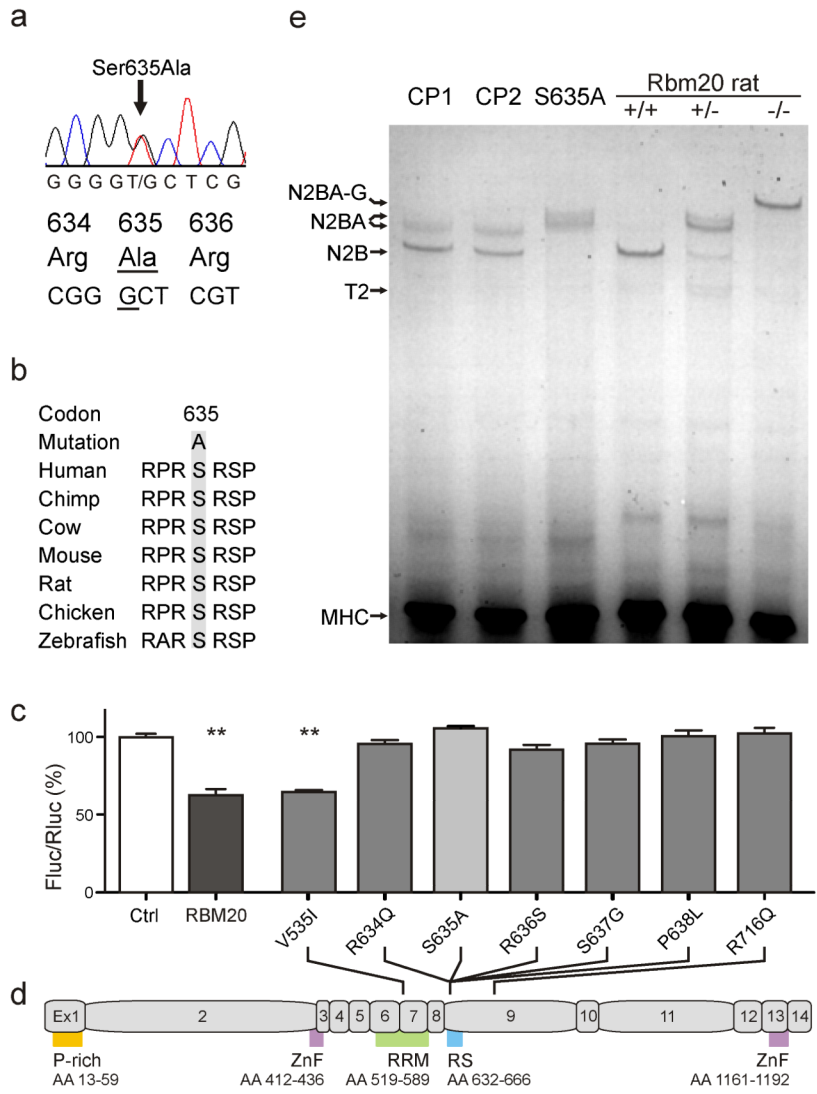 a
Ser635Ala
G G G G T/G C T C G
634 635 636
Arg Ala Arg
CGG GCT CGT
b
Codon 635
Mutation A
Human RPR S RSP
Chimp RPR S RSP
Cow RPR S RSP
Mouse RPR S RSP
Rat RPR S RSP
Chicken RPR S RSP
Zebrafish RAR S RSP
e
Rbm20 rat
CP1 CP2 S635A +/+ +/- -/-
N2BA-G
N2BA
N2B
T2
MHC
c
Fluc/Rluc (%)
100
50
0
** **
Ctrl RBM20 V535I R634Q S635A R636S S637G P638L R716Q
d
Ex1 2 3 4 5 6 7 8 9 10 11 12 13 14
P-rich ZnF RRM RS ZnF
AA 13-59 AA 412-436 AA 519-589 AA 632-666 AA 1161-1192